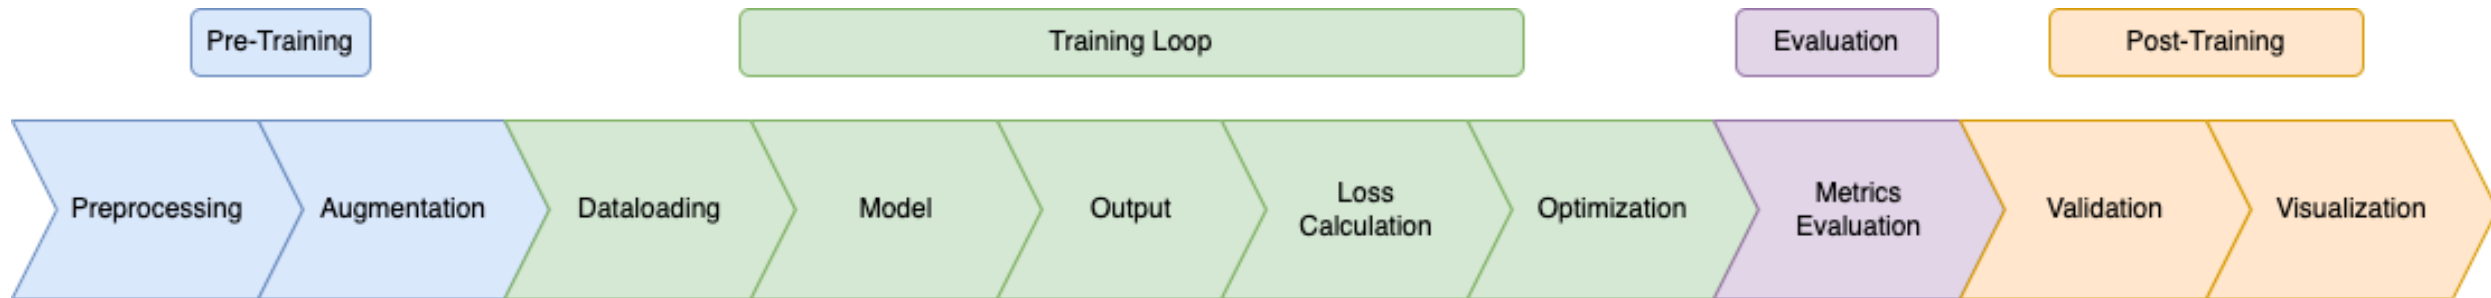 Pre-Training
Training Loop
Evaluation
Post-Training
Preprocessing
Augmentation
Dataloading
Model
Output
Loss
Calculation
Optimization
Metrics
Evaluation
Validation
Visualization